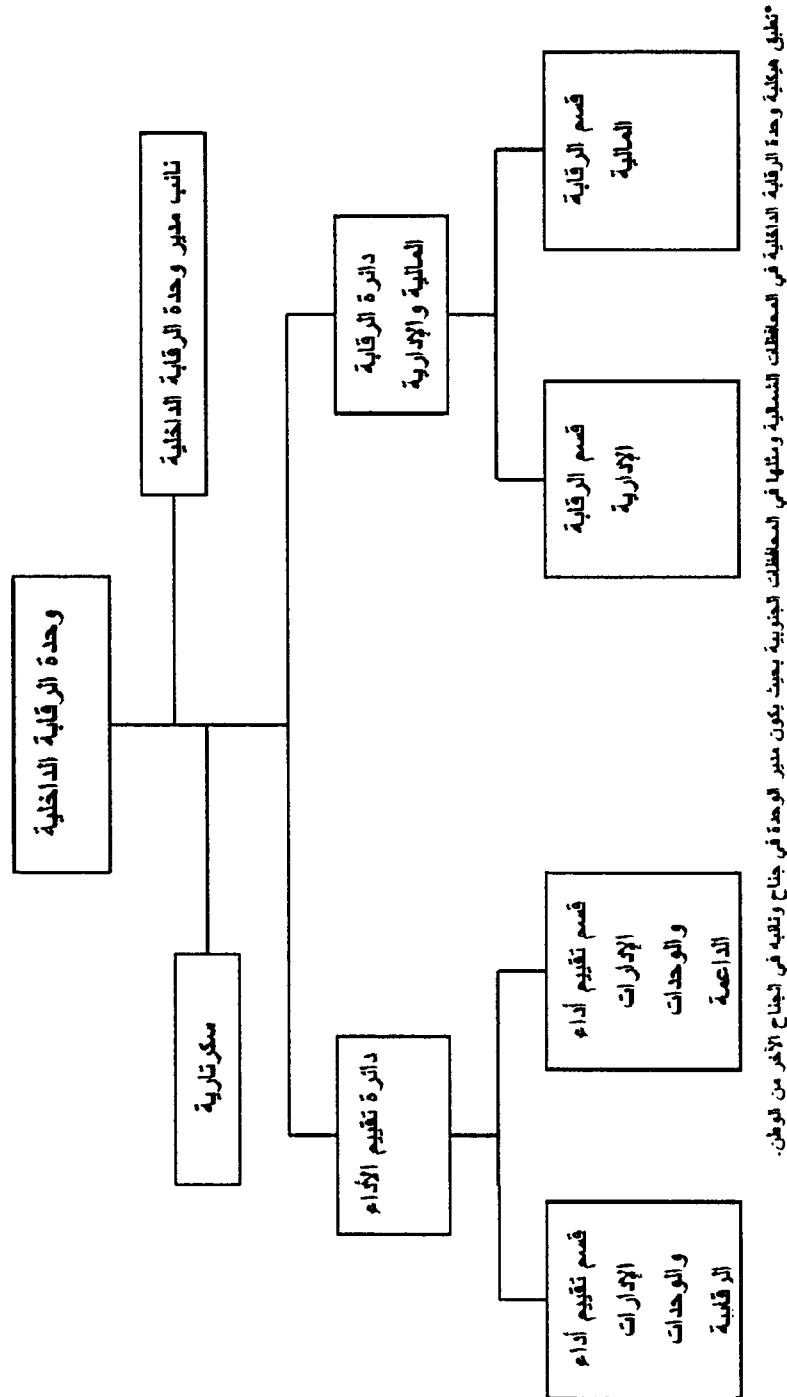 وحدة الرقابة الداخلية
نائب مدير وحدة الرقابة الداخلية
سكرتارية
دائرة الرقابة
المالية والإدارية
دائرة تقييم الأداء
قسم الرقابة
المالية
قسم الرقابة
الإدارية
قسم تقييم أداء
الإدارات
والوحدات
الداعمة
قسم تقييم أداء
الإدارات
والوحدات
الرقابية
*تطبق هيكلية وحدة الرقابة الداخلية في المحافظات الشمالية ومثلها في المحافظات الجنوبية بحيث يكون مدير الوحدة في جناح ونائبه في الجناح الآخر من الوطن.